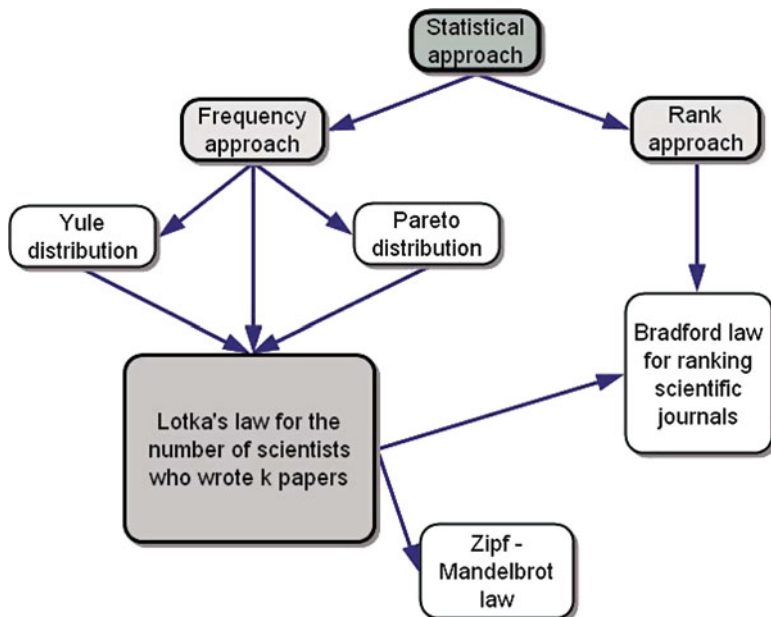 Statistical
approach
Frequency
approach
Rank
approach
Yule
distribution
Pareto
distribution
Bradford law
for ranking
scientific
journals
Lotka's law for the
number of scientists
who wrote k papers
Zipf -
Mandelbrot
law